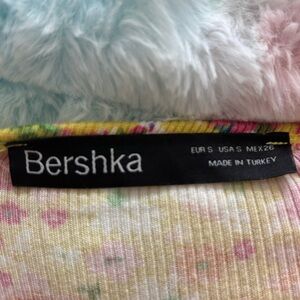 Bershka
EUR S USA S MEX 26
MADE IN TURKEY